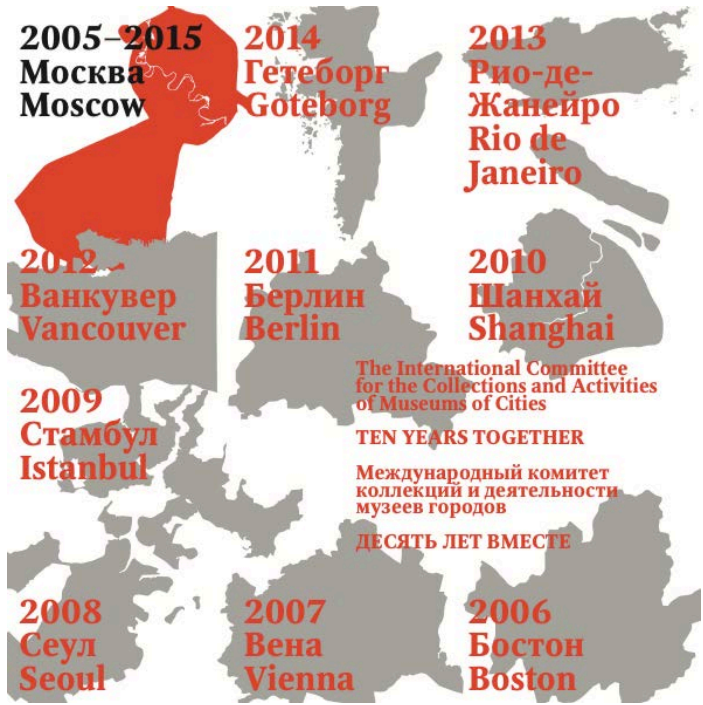 2005–2015
Москва
Moscow
2014
Гетеборг
Goteborg
2013
Рио-де-
Жанейро
Rio de
Janeiro
2012
Ванкувер
Vancouver
2011
Берлин
Berlin
2010
Шанхай
Shanghai
The International Committee
for the Collections and Activities
of Museums of Cities
TEN YEARS TOGETHER
Международный комитет
коллекций и деятельности
музеев городов
ДЕСЯТЬ ЛЕТ ВМЕСТЕ
2009
Стамбул
Istanbul
2008
Сеул
Seoul
2007
Вена
Vienna
2006
Бостон
Boston